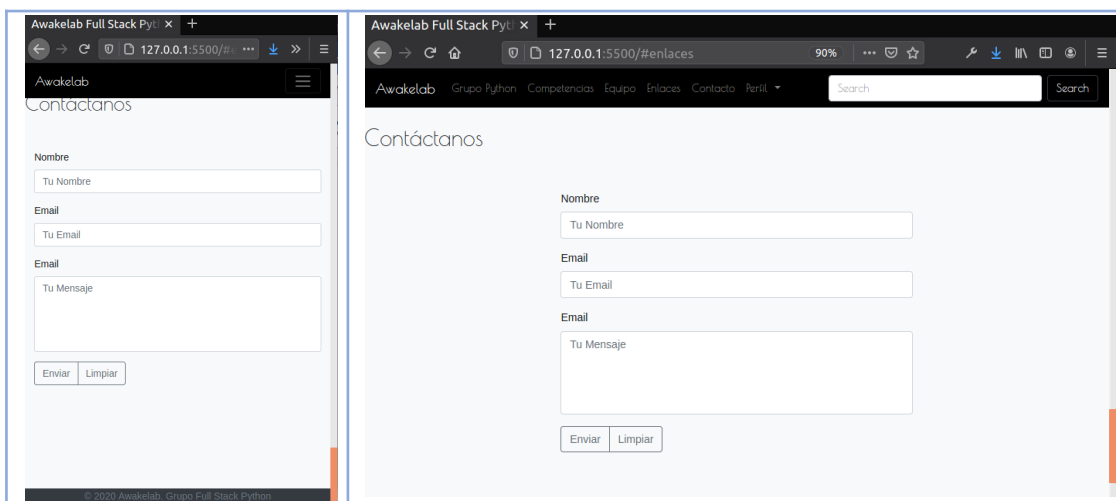 Awakelab Full Stack Pyt
127.0.0.1:5500/#e
Awakelab
Contáctanos
Nombre
Tu Nombre
Email
Tu Email
Email
Tu Mensaje
Enviar Limpiar
© 2020 Awakelab. Grupo Full Stack Python
Awakelab Full Stack Pyt
127.0.0.1:5500/#enlaces 90%
Awakelab Grupo Python Competencias Equipo Enlaces Contacto Perfil Search Search
Contáctanos
Nombre
Tu Nombre
Email
Tu Email
Email
Tu Mensaje
Enviar Limpiar